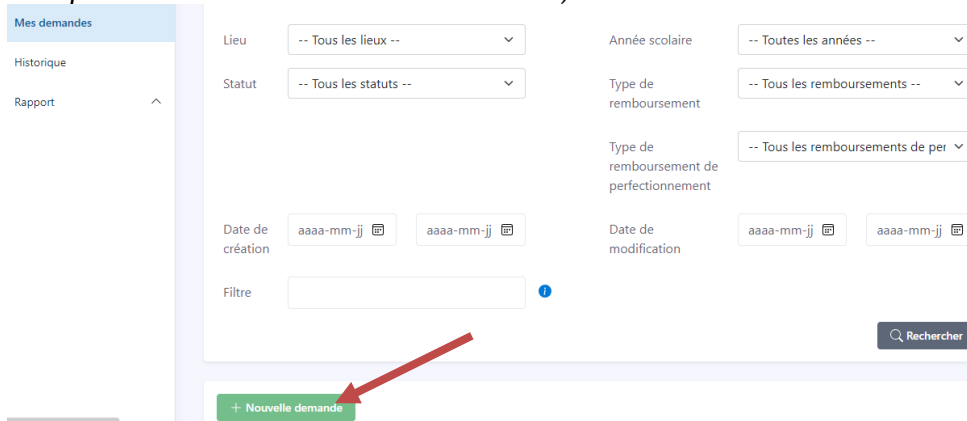 Mes demandes
Historique
Rapport
Lieu
-- Tous les lieux --
Année scolaire
-- Toutes les années --
Statut
-- Tous les statuts --
Type de
remboursement
-- Tous les remboursements --
Type de
remboursement de
perfectionnement
-- Tous les remboursements de per
Date de
création
aaaa-mm-jj
aaaa-mm-jj
Date de
modification
aaaa-mm-jj
aaaa-mm-jj
Filtre
Rechercher
+ Nouvelle demande